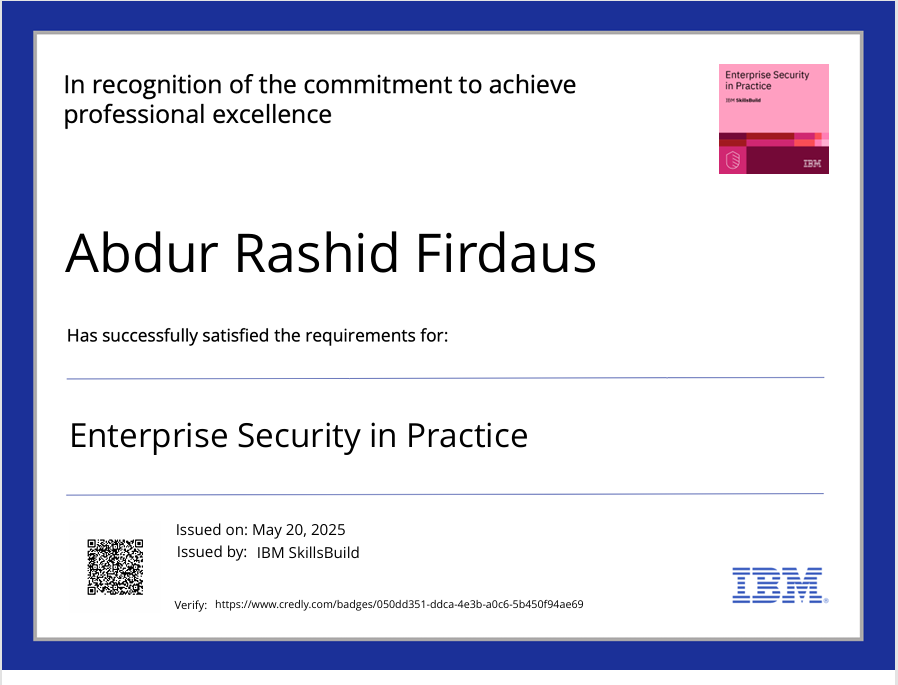 In recognition of the commitment to achieve
professional excellence
Enterprise Security
in Practice
IBM SkillsBuild
IBM
Abdur Rashid Firdaus
Has successfully satisfied the requirements for:
Enterprise Security in Practice
Issued on: May 20, 2025
Issued by: IBM SkillsBuild
Verify: https://www.credly.com/badges/050dd351-ddca-4e3b-a0c6-5b450f94ae69
IBM®